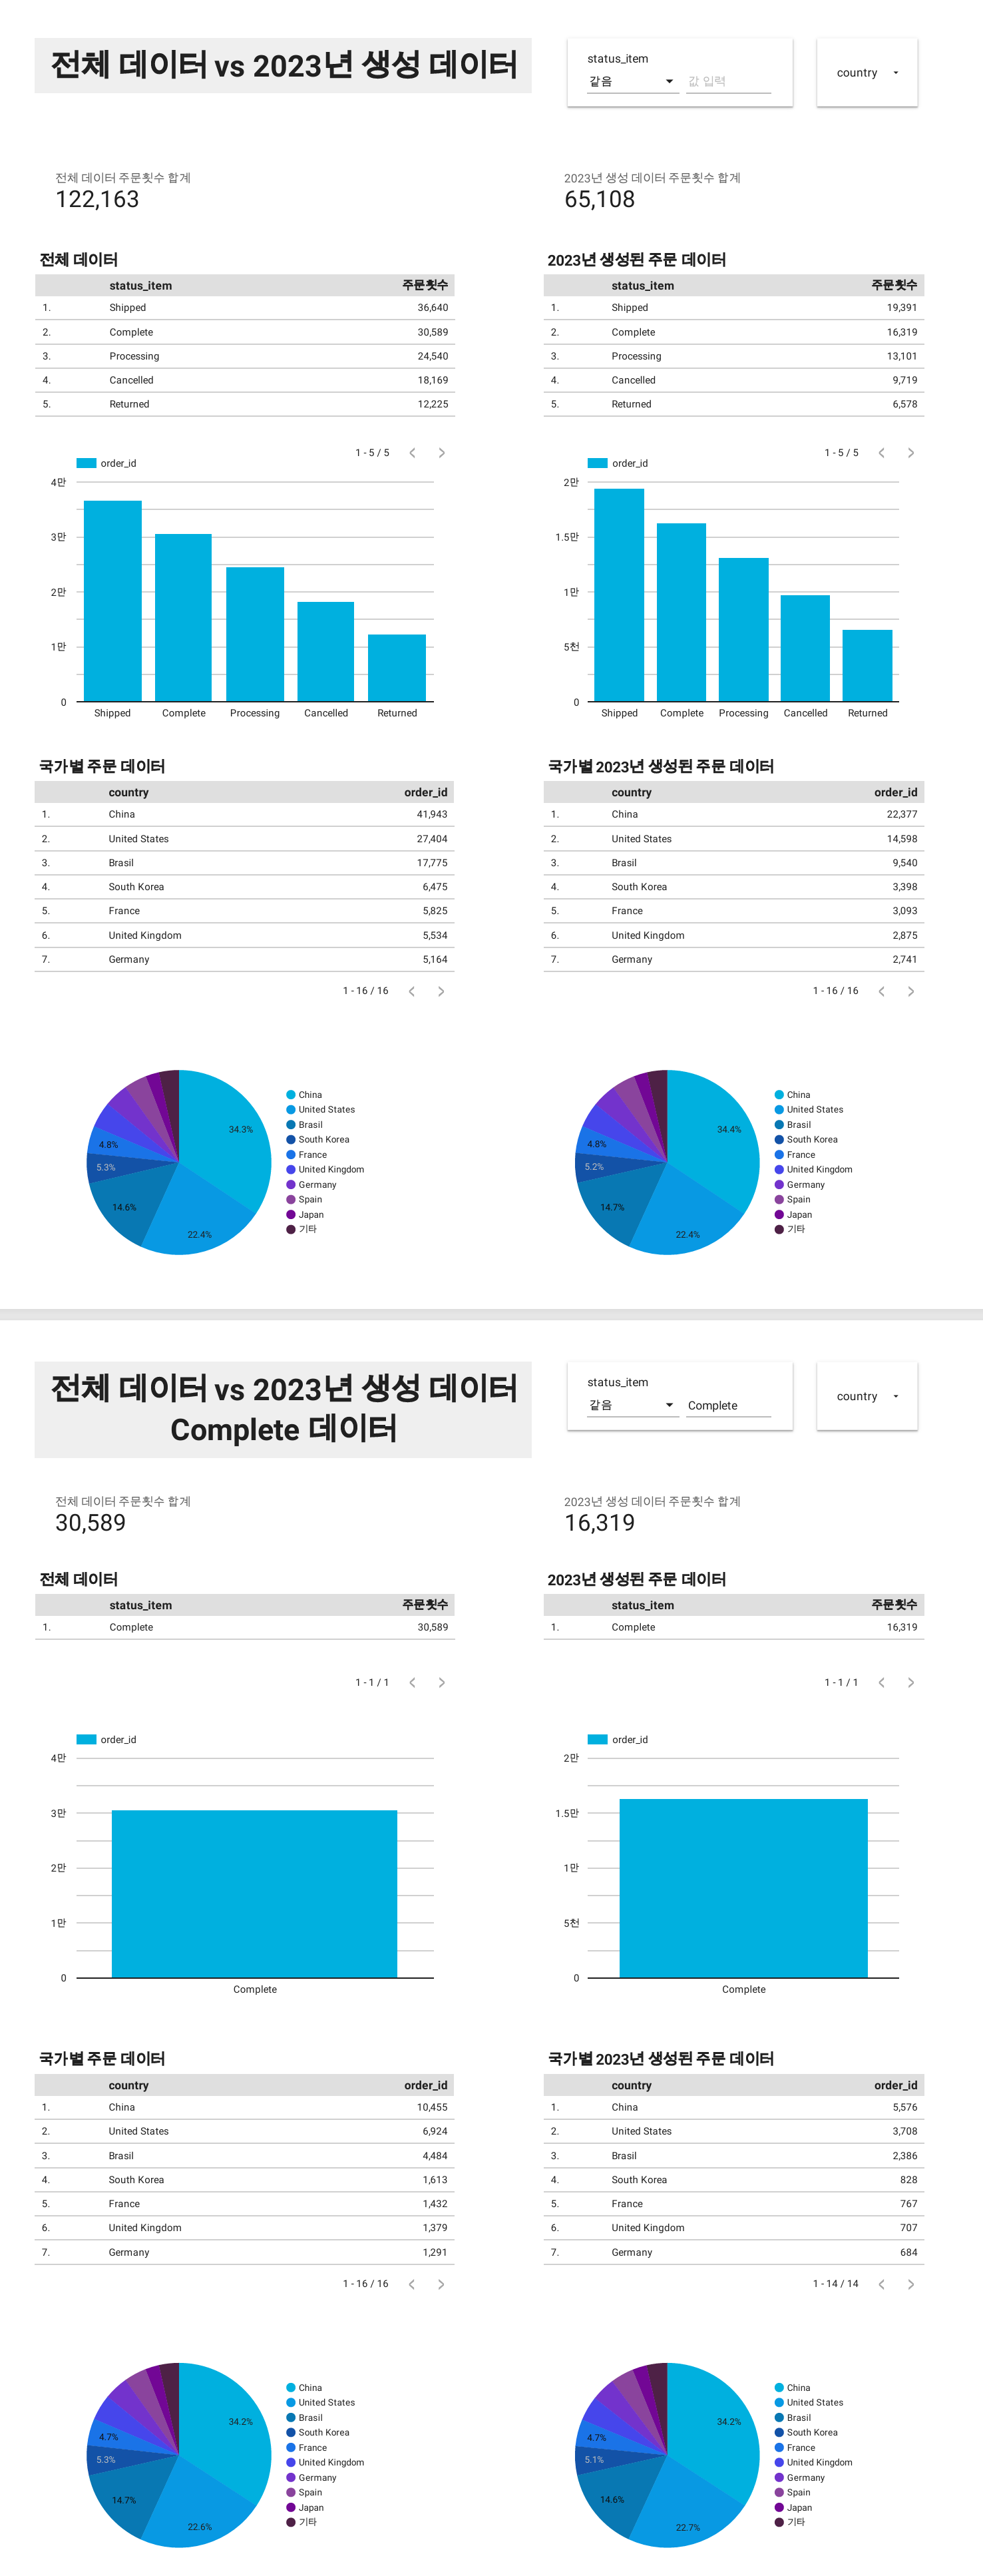 전체 데이터 vs 2023년 생성 데이터
status_item
같음 값 입력
country
전체 데이터 주문횟수 합계
122,163
2023년 생성 데이터 주문횟수 합계
65,108
전체 데이터
status_item 주문횟수
1. Shipped 36,640
2. Complete 30,589
3. Processing 24,540
4. Cancelled 18,169
5. Returned 12,225
1 - 5 / 5
2023년 생성된 주문 데이터
status_item 주문횟수
1. Shipped 19,391
2. Complete 16,319
3. Processing 13,101
4. Cancelled 9,719
5. Returned 6,578
1 - 5 / 5
order_id
4만
3만
2만
1만
0
Shipped Complete Processing Cancelled Returned
order_id
2만
1.5만
1만
5천
0
Shipped Complete Processing Cancelled Returned
국가별 주문 데이터
country order_id
1. China 41,943
2. United States 27,404
3. Brasil 17,775
4. South Korea 6,475
5. France 5,825
6. United Kingdom 5,534
7. Germany 5,164
1 - 16 / 16
국가별 2023년 생성된 주문 데이터
country order_id
1. China 22,377
2. United States 14,598
3. Brasil 9,540
4. South Korea 3,398
5. France 3,093
6. United Kingdom 2,875
7. Germany 2,741
1 - 16 / 16
34.3%
22.4%
14.6%
5.3%
4.8%
China
United States
Brasil
South Korea
France
United Kingdom
Germany
Spain
Japan
기타
34.4%
22.4%
14.7%
5.2%
4.8%
China
United States
Brasil
South Korea
France
United Kingdom
Germany
Spain
Japan
기타
전체 데이터 vs 2023년 생성 데이터
Complete 데이터
status_item
같음 Complete
country
전체 데이터 주문횟수 합계
30,589
2023년 생성 데이터 주문횟수 합계
16,319
전체 데이터
status_item 주문횟수
1. Complete 30,589
1 - 1 / 1
2023년 생성된 주문 데이터
status_item 주문횟수
1. Complete 16,319
1 - 1 / 1
order_id
4만
3만
2만
1만
0
Complete
order_id
2만
1.5만
1만
5천
0
Complete
국가별 주문 데이터
country order_id
1. China 10,455
2. United States 6,924
3. Brasil 4,484
4. South Korea 1,613
5. France 1,432
6. United Kingdom 1,379
7. Germany 1,291
1 - 16 / 16
국가별 2023년 생성된 주문 데이터
country order_id
1. China 5,576
2. United States 3,708
3. Brasil 2,386
4. South Korea 828
5. France 767
6. United Kingdom 707
7. Germany 684
1 - 14 / 14
34.2%
22.6%
14.7%
5.3%
4.7%
China
United States
Brasil
South Korea
France
United Kingdom
Germany
Spain
Japan
기타
34.2%
22.7%
14.6%
5.1%
4.7%
China
United States
Brasil
South Korea
France
United Kingdom
Germany
Spain
Japan
기타